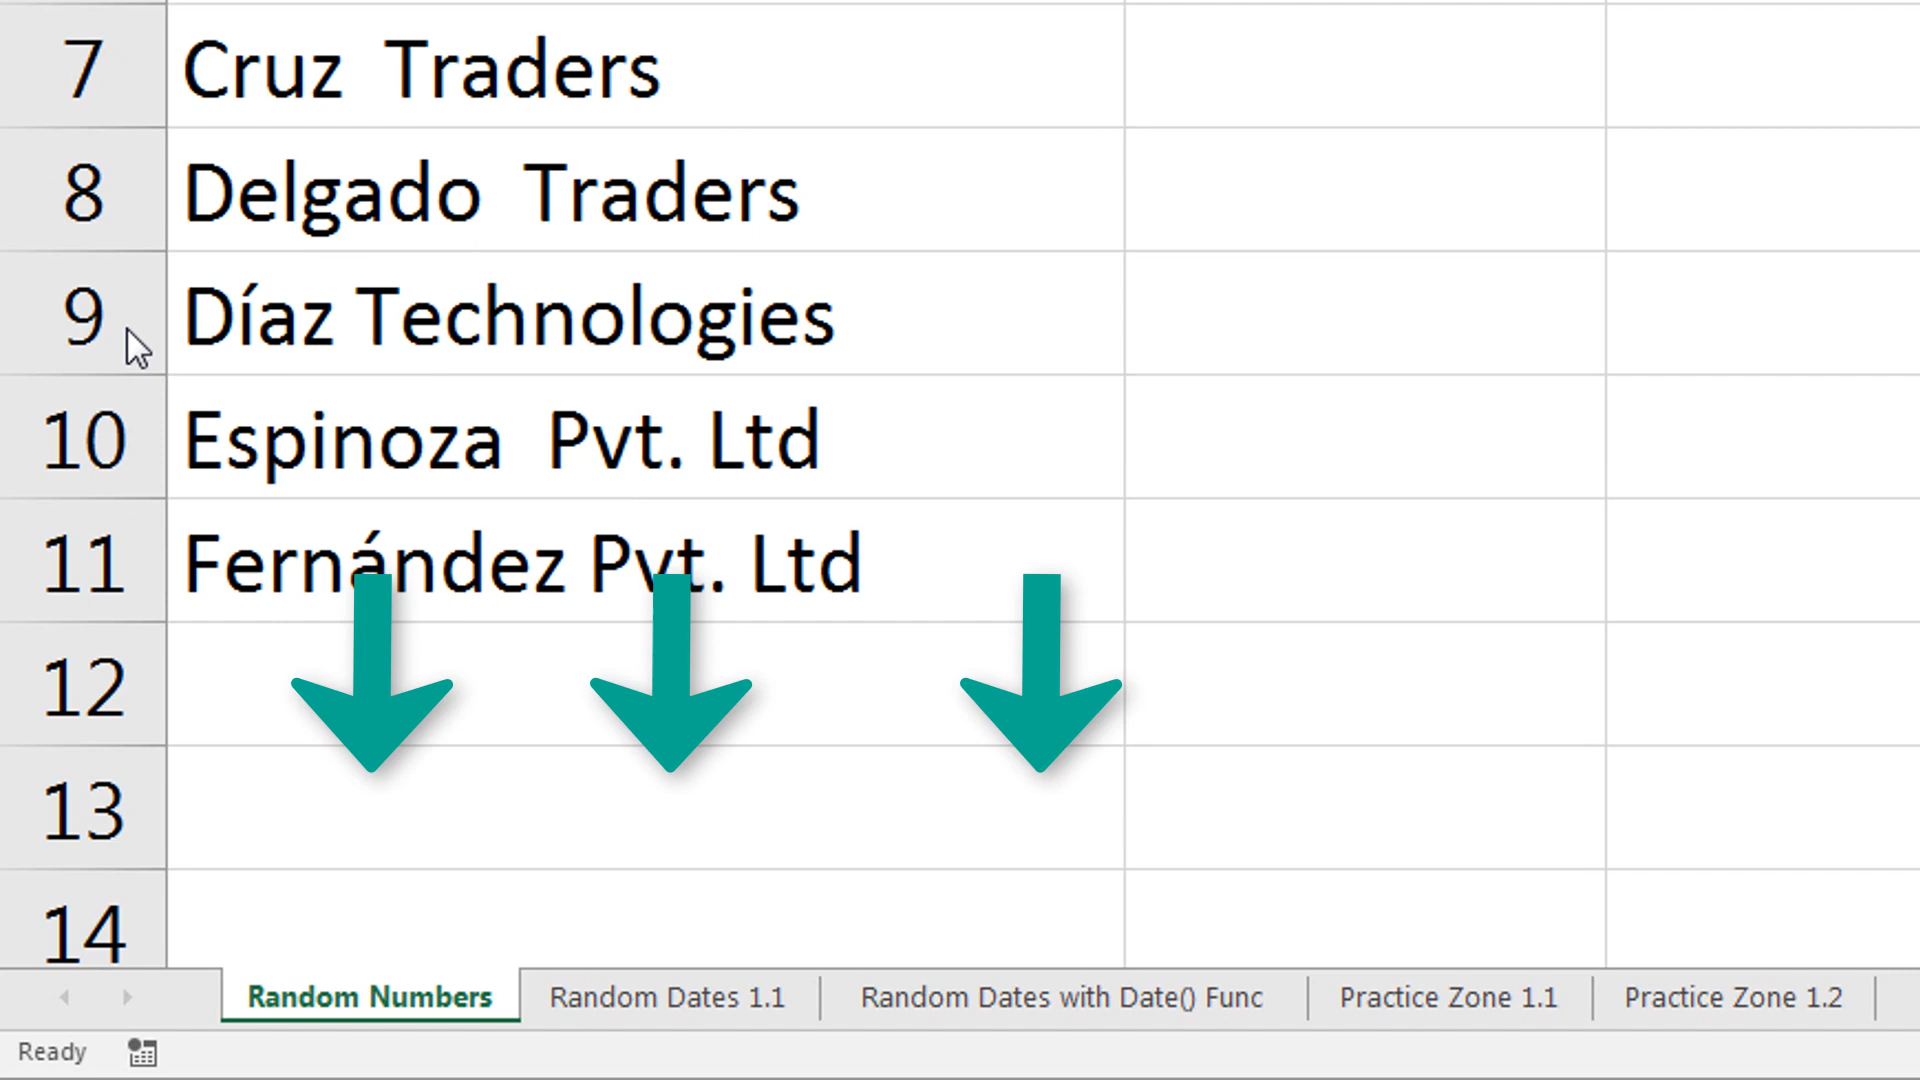 7 Cruz  Traders
8 Delgado  Traders
9 Díaz Technologies
10 Espinoza  Pvt. Ltd
11 Fernández Pvt. Ltd
12
13
14
Random Numbers Random Dates 1.1 Random Dates with Date() Func Practice Zone 1.1 Practice Zone 1.2
Ready